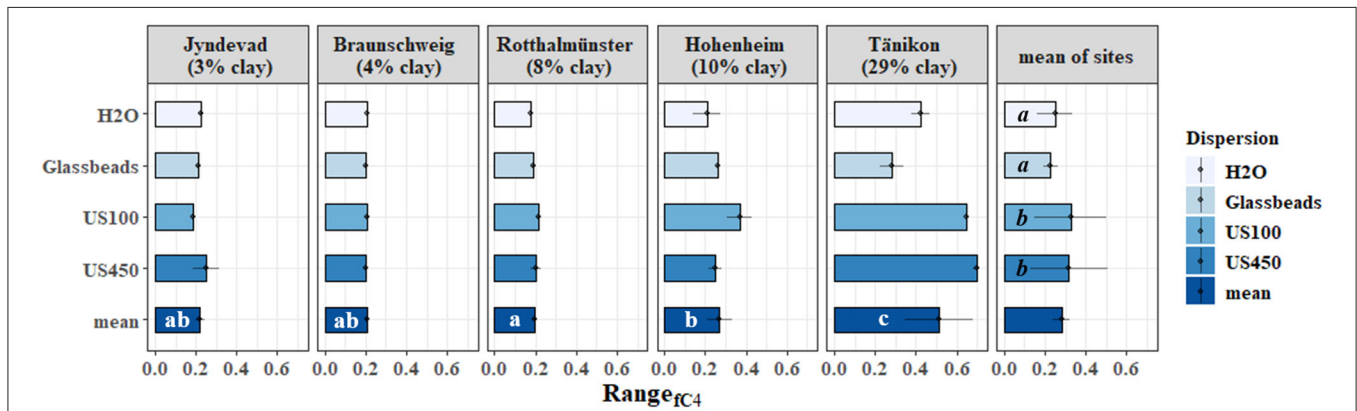 Jyndevad
(3% clay)
Braunschweig
(4% clay)
Rotthalmünster
(8% clay)
Hohenheim
(10% clay)
Tänikon
(29% clay)
mean of sites
H2O
Glassbeads
US100
US450
mean
a
a
b
b
ab
ab
a
b
c
0.0 0.2 0.4 0.6
0.0 0.2 0.4 0.6
0.0 0.2 0.4 0.6
0.0 0.2 0.4 0.6
0.0 0.2 0.4 0.6
0.0 0.2 0.4 0.6
RangefC4
Dispersion
H2O
Glassbeads
US100
US450
mean